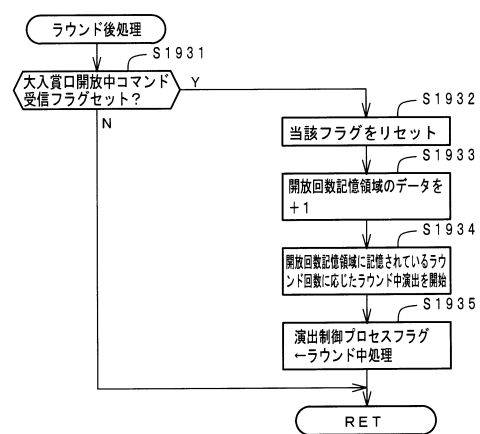 ラウンド後処理
S1931
大入賞口開放中コマンド
受信フラグセット？
Y
N
S1932
当該フラグをリセット
S1933
開放回数記憶領域のデータを
+1
S1934
開放回数記憶領域に記憶されているラウ
ンド回数に応じたラウンド中演出を開始
S1935
演出制御プロセスフラグ
←ラウンド中処理
RET